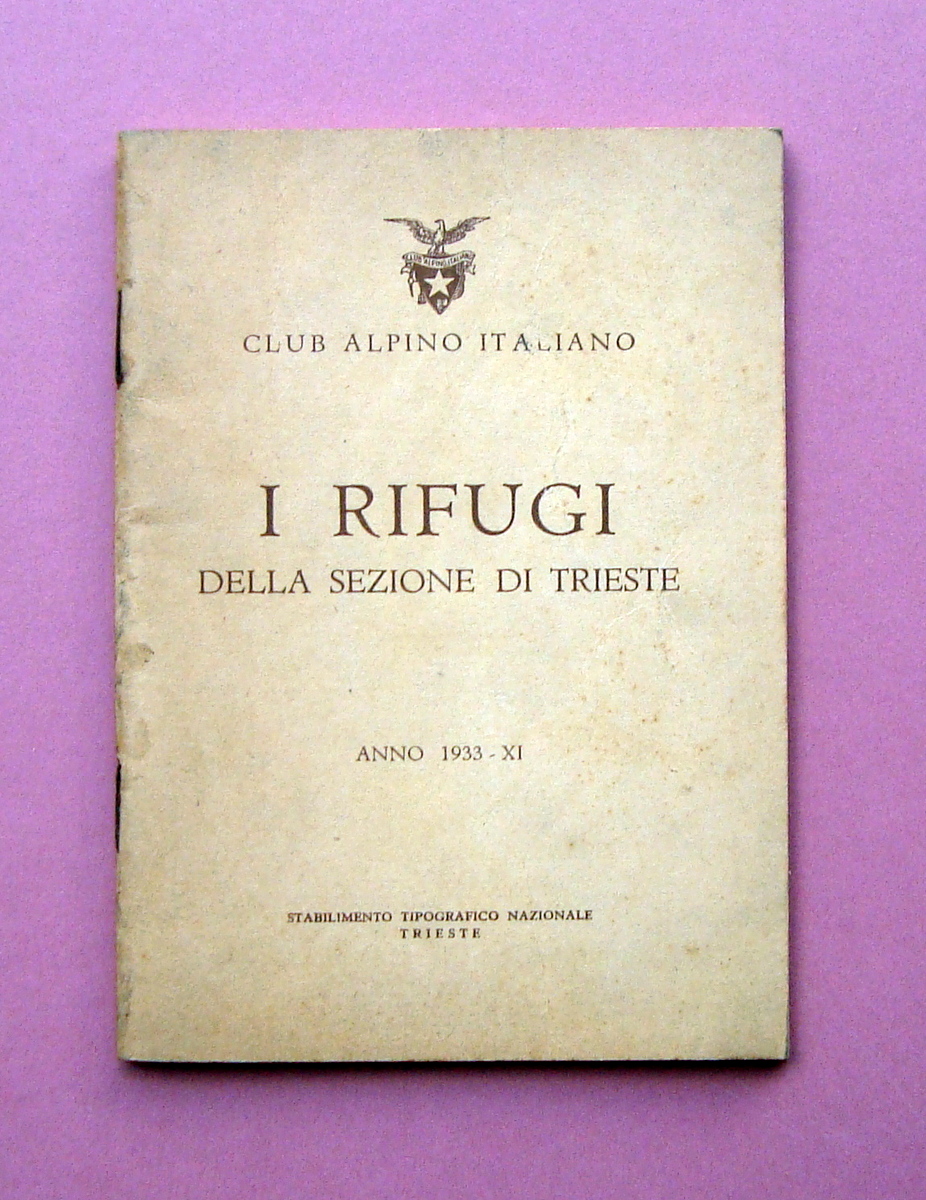 CLUB ALPINO ITALIANO
CLUB ALPINO ITALIANO
I RIFUGI
DELLA SEZIONE DI TRIESTE
ANNO 1933 - XI
STABILIMENTO TIPOGRAFICO NAZIONALE
TRIESTE